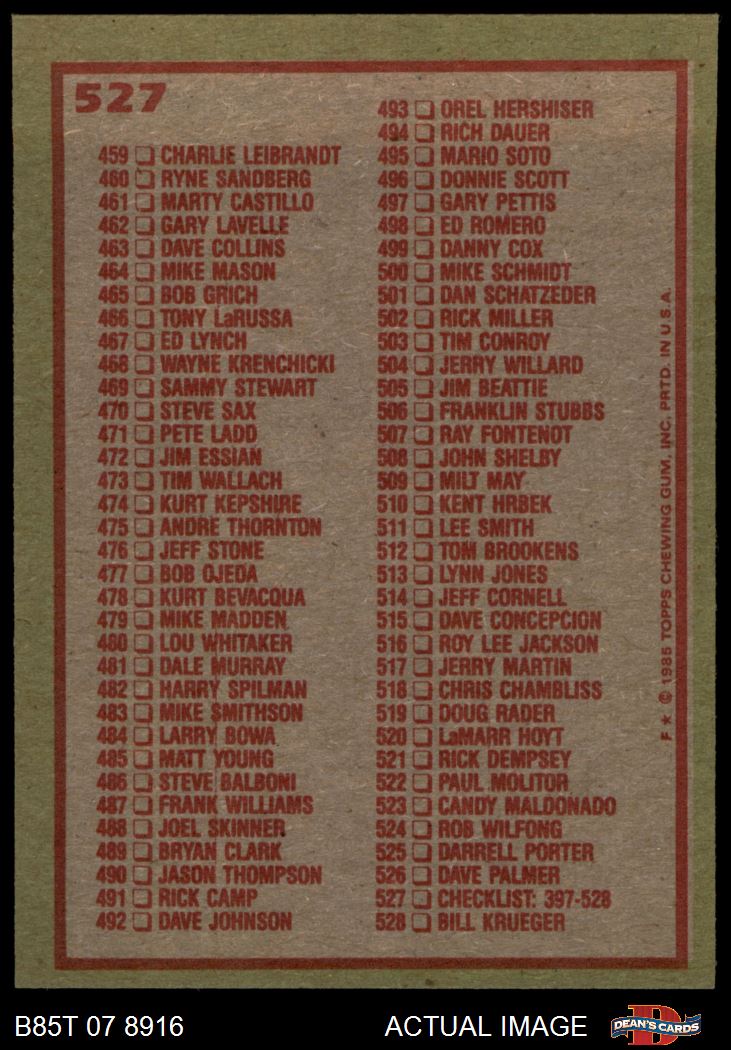 527
459 CHARLIE LEIBRANDT
460 RYNE SANDBERG
461 MARTY CASTILLO
462 GARY LAVELLE
463 DAVE COLLINS
464 MIKE MASON
465 BOB GRICH
466 TONY LaRUSSA
467 ED LYNCH
468 WAYNE KRENCHICKI
469 SAMMY STEWART
470 STEVE SAX
471 PETE LADD
472 JIM ESSIAN
473 TIM WALLACH
474 KURT KEPSHIRE
475 ANDRE THORNTON
476 JEFF STONE
477 BOB OJEDA
478 KURT BEVACQUA
479 MIKE MADDEN
480 LOU WHITAKER
481 DALE MURRAY
482 HARRY SPILMAN
483 MIKE SMITHSON
484 LARRY BOWA
485 MATT YOUNG
486 STEVE BALBONI
487 FRANK WILLIAMS
488 JOEL SKINNER
489 BRYAN CLARK
490 JASON THOMPSON
491 RICK CAMP
492 DAVE JOHNSON
493 OREL HERSHISER
494 RICH DAUER
495 MARIO SOTO
496 DONNIE SCOTT
497 GARY PETTIS
498 ED ROMERO
499 DANNY COX
500 MIKE SCHMIDT
501 DAN SCHATZEDER
502 RICK MILLER
503 TIM CONROY
504 JERRY WILLARD
505 JIM BEATTIE
506 FRANKLIN STUBBS
507 RAY FONTENOT
508 JOHN SHELBY
509 MILT MAY
510 KENT HRBEK
511 LEE SMITH
512 TOM BROOKENS
513 LYNN JONES
514 JEFF CORNELL
515 DAVE CONCEPCION
516 ROY LEE JACKSON
517 JERRY MARTIN
518 CHRIS CHAMBLISS
519 DOUG RADER
520 LaMARR HOYT
521 RICK DEMPSEY
522 PAUL MOLITOR
523 CANDY MALDONADO
524 ROB WILFONG
525 DARRELL PORTER
526 DAVE PALMER
527 CHECKLIST: 397-528
528 BILL KRUEGER
F★ © 1985 TOPPS CHEWING GUM, INC. PRTD. IN U.S.A.
B85T 07 8916
ACTUAL IMAGE
D
DEAN'S CARDS